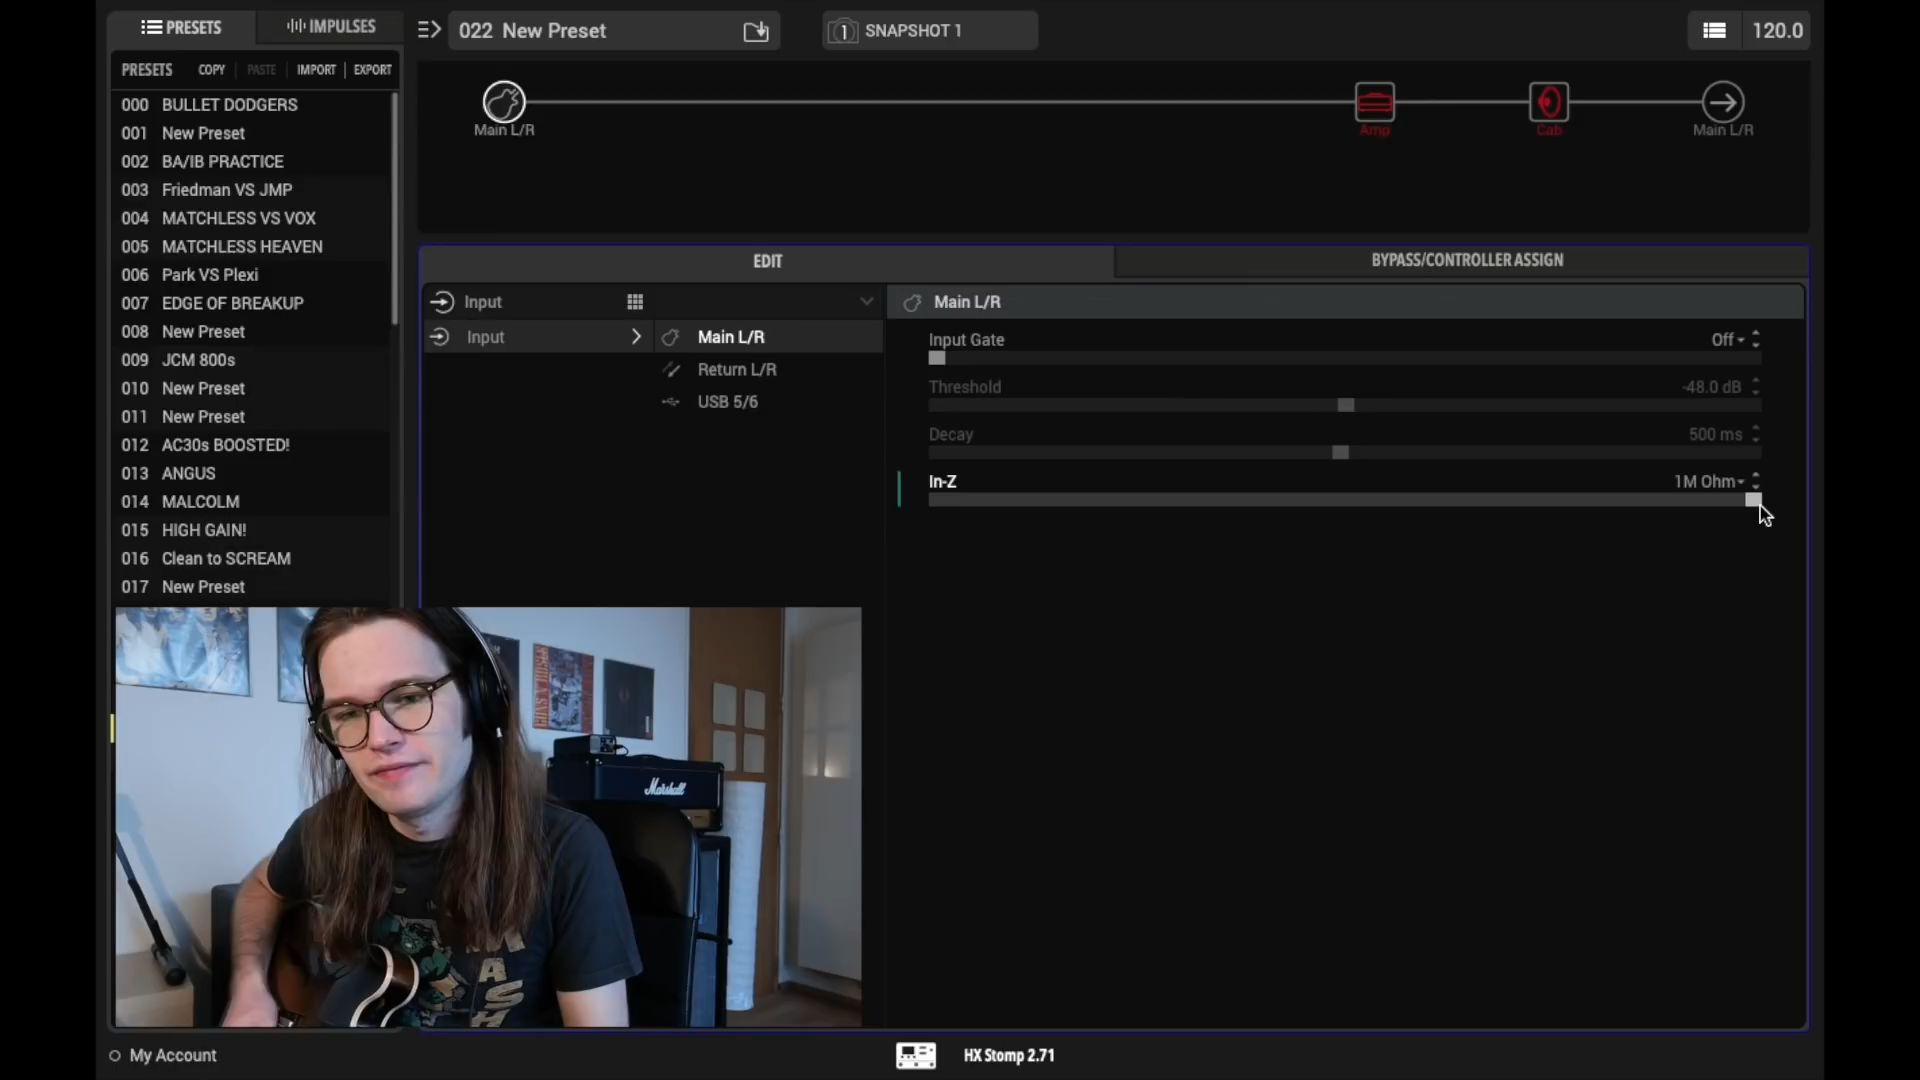 PRESETS
IMPULSES
022 New Preset
1 SNAPSHOT 1
120.0
PRESETS COPY PASTE IMPORT EXPORT
000 BULLET DODGERS
001 New Preset
002 BA/IB PRACTICE
003 Friedman VS JMP
004 MATCHLESS VS VOX
005 MATCHLESS HEAVEN
006 Park VS Plexi
007 EDGE OF BREAKUP
008 New Preset
009 JCM 800s
010 New Preset
011 New Preset
012 AC30s BOOSTED!
013 ANGUS
014 MALCOLM
015 HIGH GAIN!
016 Clean to SCREAM
017 New Preset
Main L/R
Amp
Cab
Main L/R
EDIT
BYPASS/CONTROLLER ASSIGN
Input
Input
Main L/R
Return L/R
USB 5/6
Main L/R
Input Gate Off
Threshold -48.0 dB
Decay 500 ms
In-Z 1M Ohm
GUNS N' ROSES
Marshall
My Account
HX Stomp 2.71